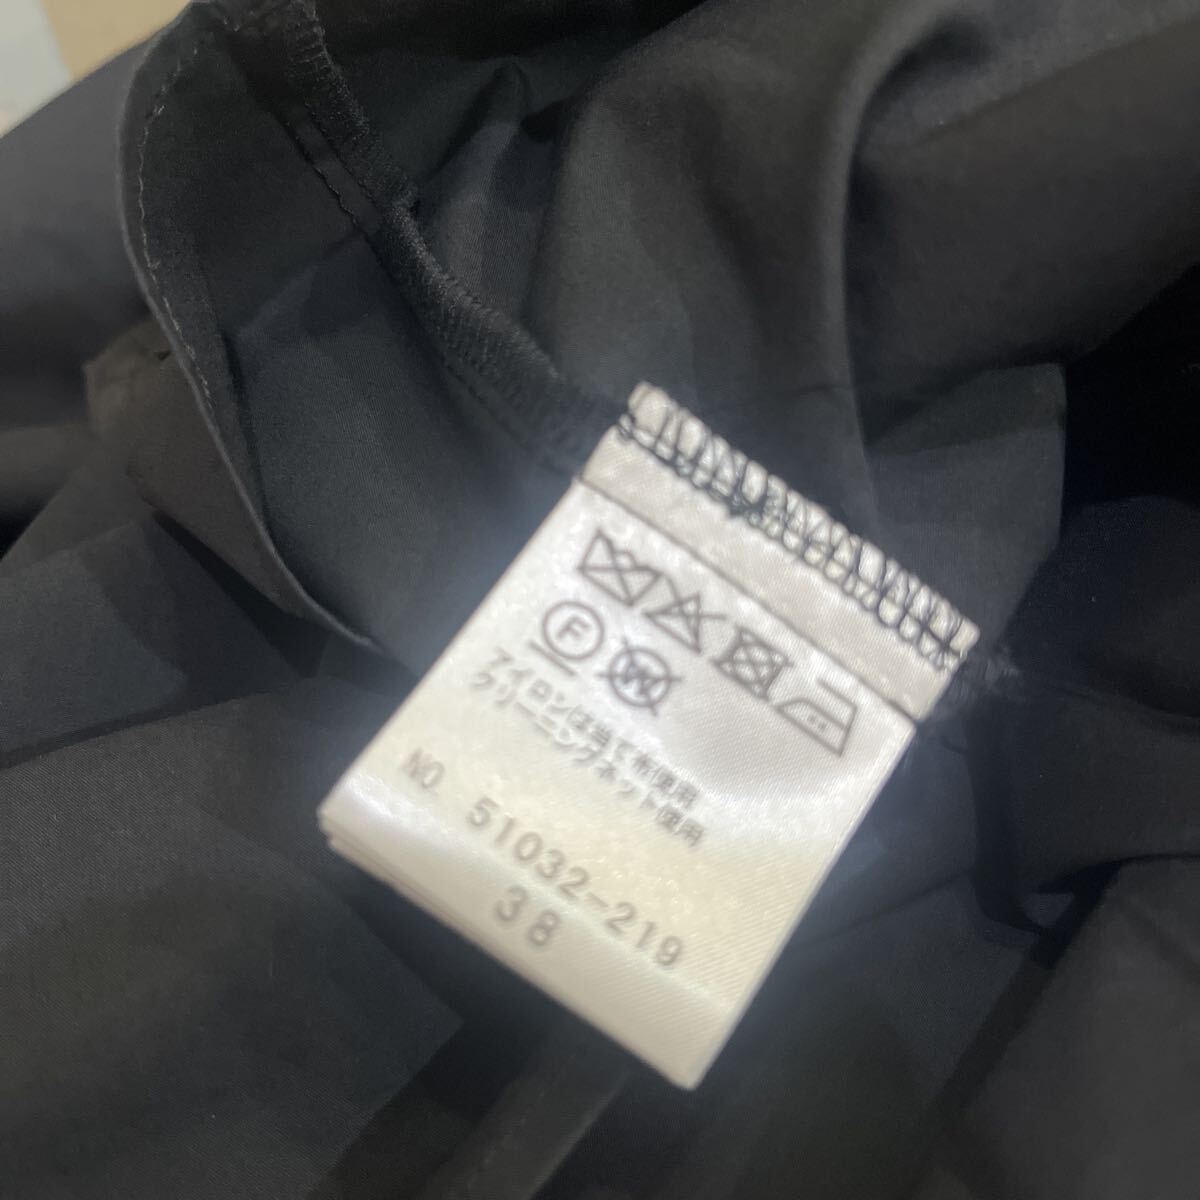 F W
アイロンは当て布使用
クリーニングネット使用
NO. 51032-219
38